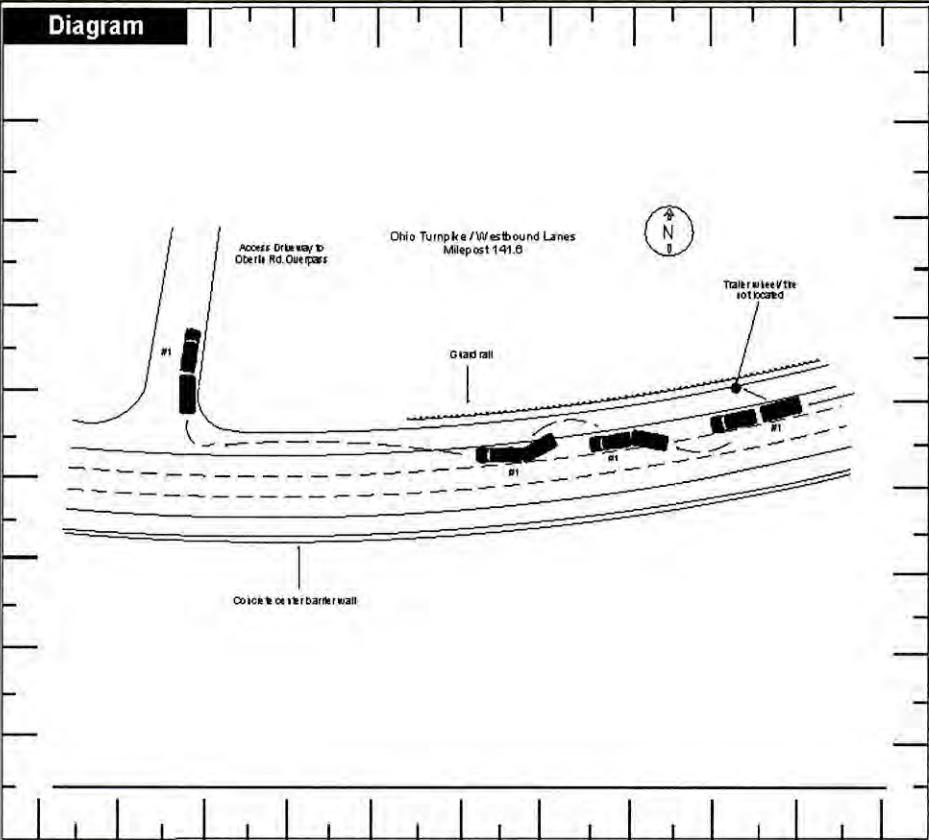 Diagram
Access Driveway to
Oberlin Rd. Overpass
Ohio Turnpike / Westbound Lanes
Milepost 141.6
N
Trailer wheel/tire
not located
Guard rail
#1
#1
#1
#1
Concrete center barrier wall